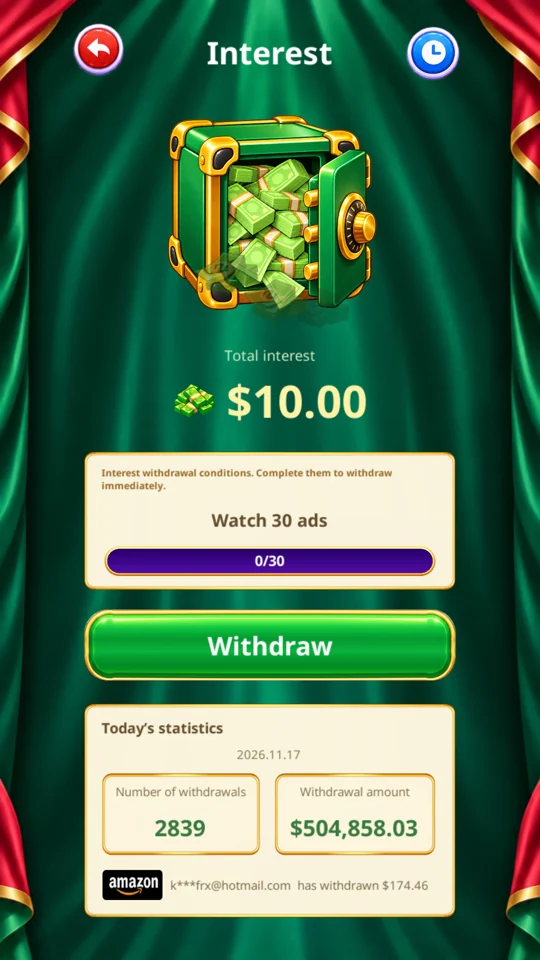 Interest
Total interest
$10.00
Interest withdrawal conditions. Complete them to withdraw
immediately.
Watch 30 ads
0/30
Withdraw
Today's statistics
2026.11.17
Number of withdrawals
2839
Withdrawal amount
$504,858.03
amazon
k***frx@hotmail.com has withdrawn $174.46